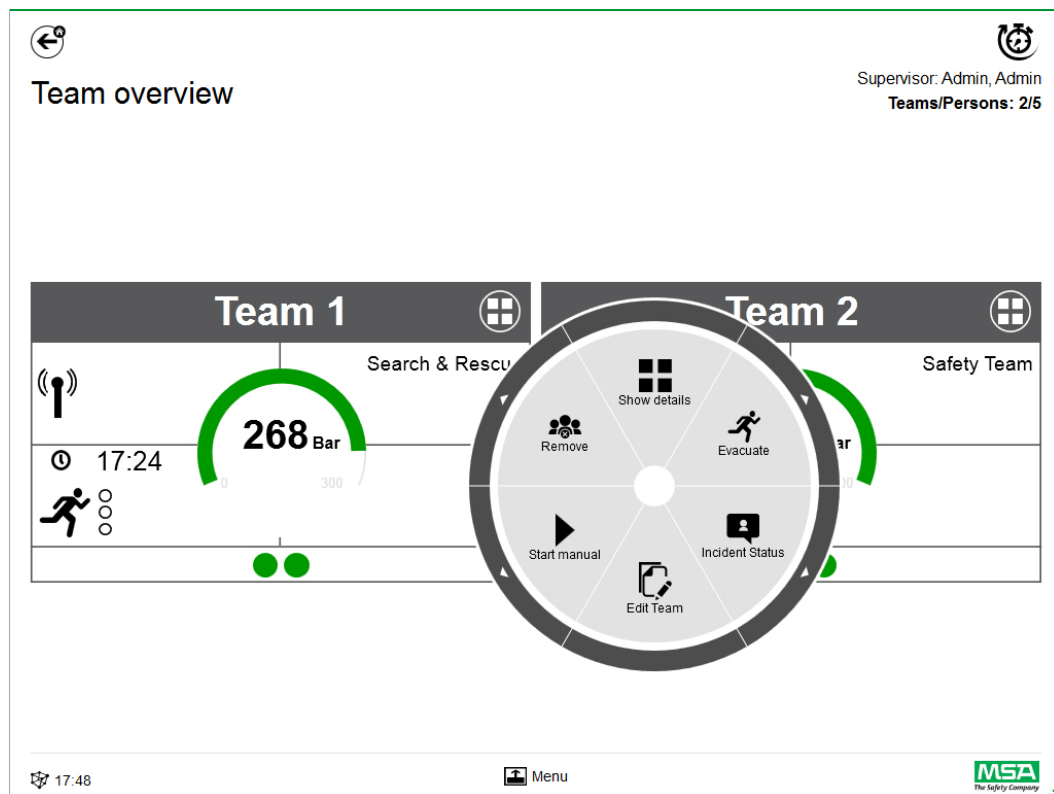 Team overview
Supervisor: Admin, Admin
Teams/Persons: 2/5
Team 1
Team 2
Search & Rescu
Safety Team
268 Bar
0
300
17:24
ar
00
Show details
Remove
Evacuate
Start manual
Incident Status
Edit Team
17:48
Menu
MSA
The Safety Company